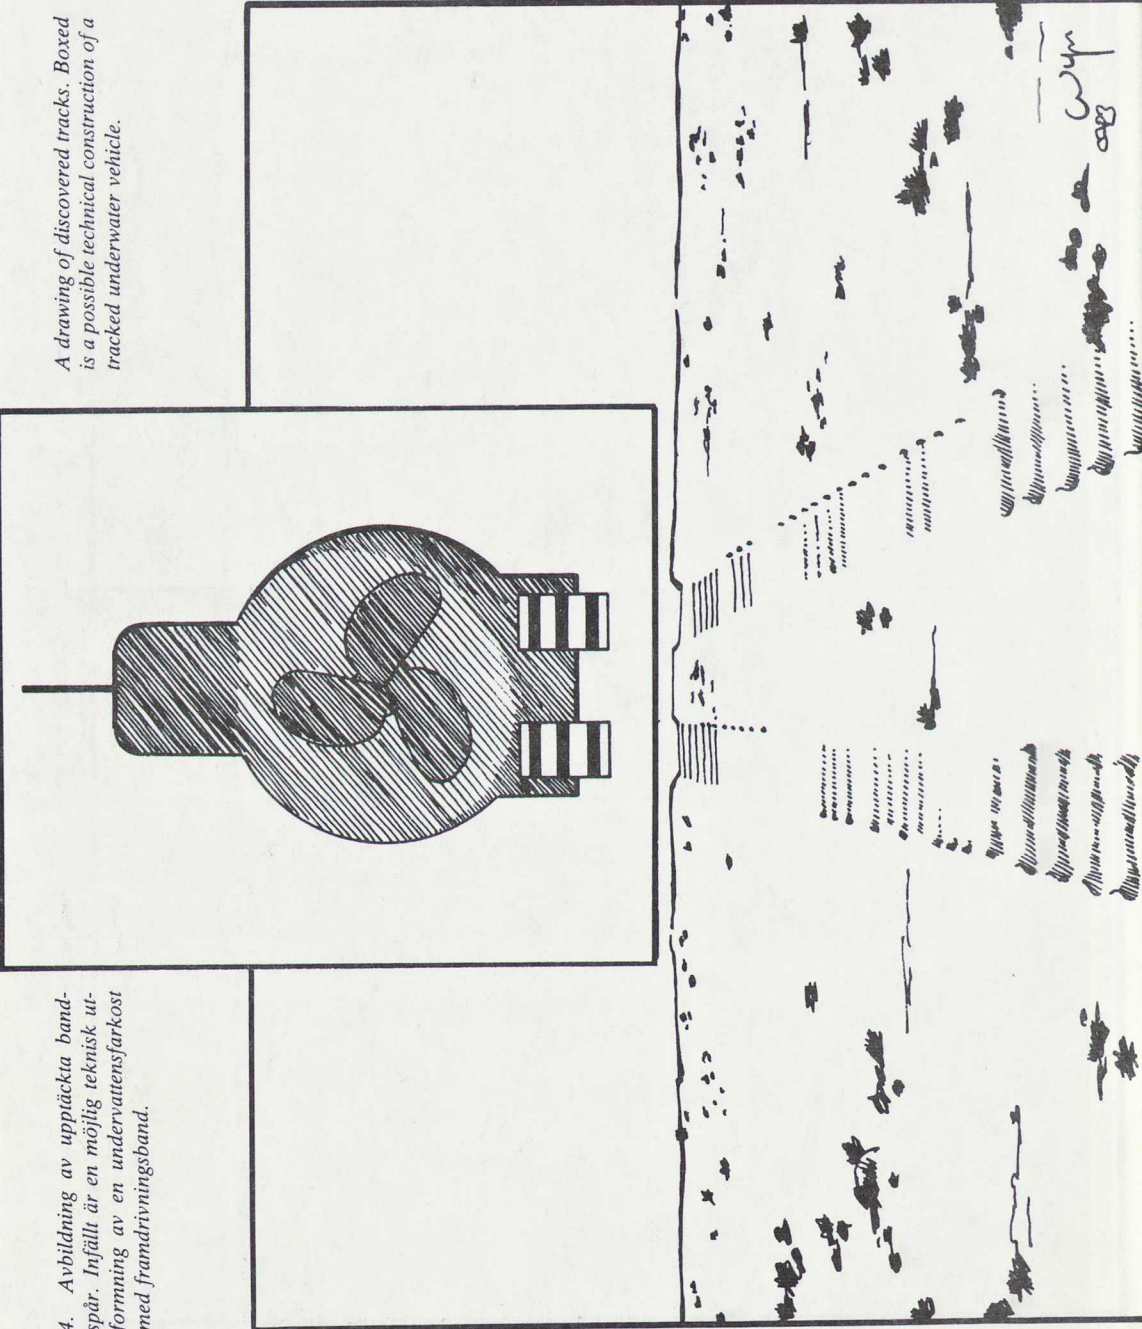 4. Avbildning av upptäckta band-
spår. Infällt är en möjlig teknisk ut-
formning av en undervattensfarkost
med framdrivningsband.
A drawing of discovered tracks. Boxed
is a possible technical construction of a
tracked underwater vehicle.